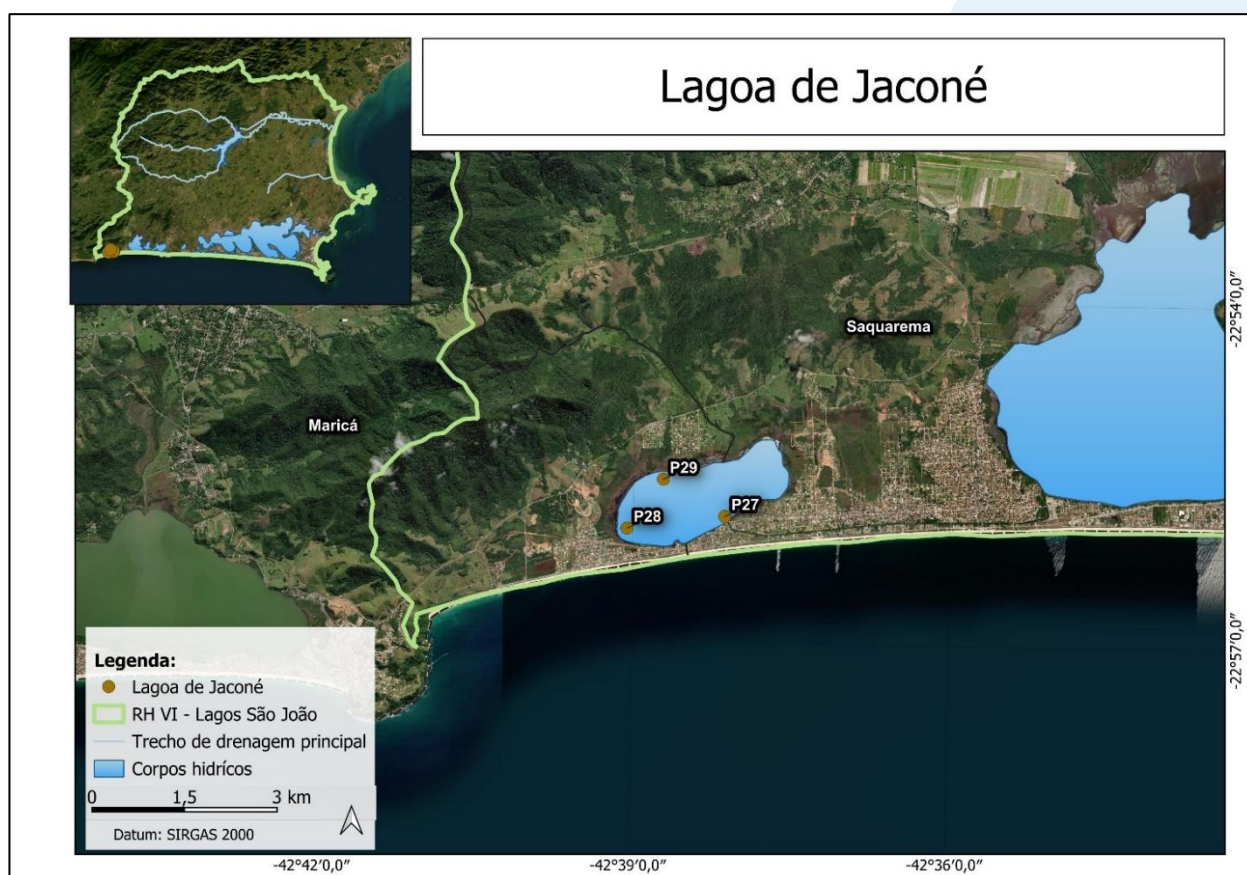 Lagoa de Jaconé
Saquarema
Maricá
P29
P27
P28
Legenda:
Lagoa de Jaconé
RH VI - Lagos São João
Trecho de drenagem principal
Corpos hidrícos
0 1,5 3 km
Datum: SIRGAS 2000
-22°54'0,0"
-22°57'0,0"
-42°42'0,0"
-42°39'0,0"
-42°36'0,0"